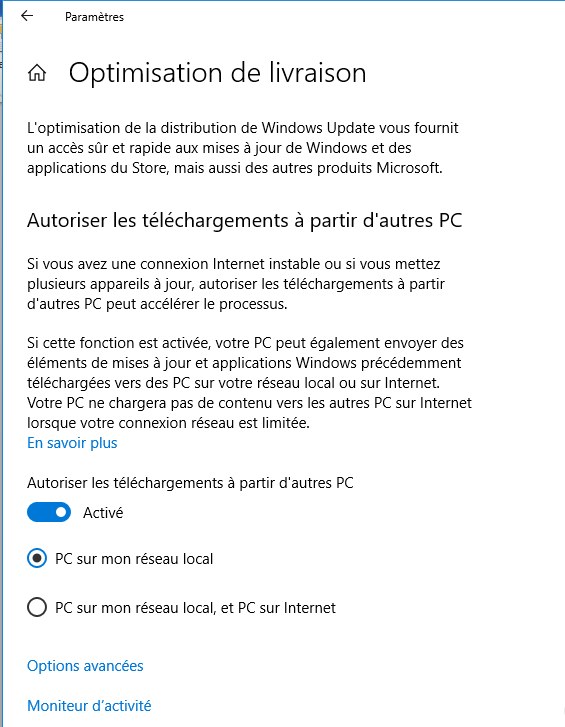 Paramètres
Optimisation de livraison
L'optimisation de la distribution de Windows Update vous fournit
un accès sûr et rapide aux mises à jour de Windows et des
applications du Store, mais aussi des autres produits Microsoft.
Autoriser les téléchargements à partir d'autres PC
Si vous avez une connexion Internet instable ou si vous mettez
plusieurs appareils à jour, autoriser les téléchargements à partir
d'autres PC peut accélérer le processus.
Si cette fonction est activée, votre PC peut également envoyer des
éléments de mises à jour et applications Windows précédemment
téléchargées vers des PC sur votre réseau local ou sur Internet.
Votre PC ne chargera pas de contenu vers les autres PC sur Internet
lorsque votre connexion réseau est limitée.
En savoir plus
Autoriser les téléchargements à partir d'autres PC
Activé
PC sur mon réseau local
PC sur mon réseau local, et PC sur Internet
Options avancées
Moniteur d’activité